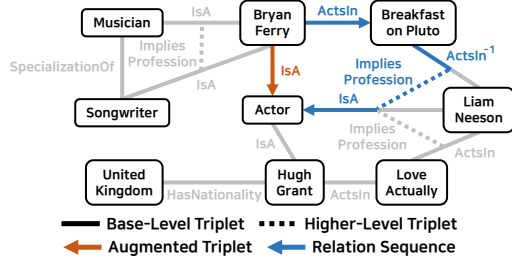 Musician
IsA
Bryan
Ferry
ActsIn
Breakfast
on Pluto
Implies
Profession
SpecializationOf
IsA
Implies
Profession
ActsIn⁻¹
IsA
IsA
Songwriter
Actor
Liam
Neeson
Implies
Profession
IsA
ActsIn
United
Kingdom
HasNationality
Hugh
Grant
ActsIn
Love
Actually
Base-Level Triplet
Higher-Level Triplet
Augmented Triplet
Relation Sequence